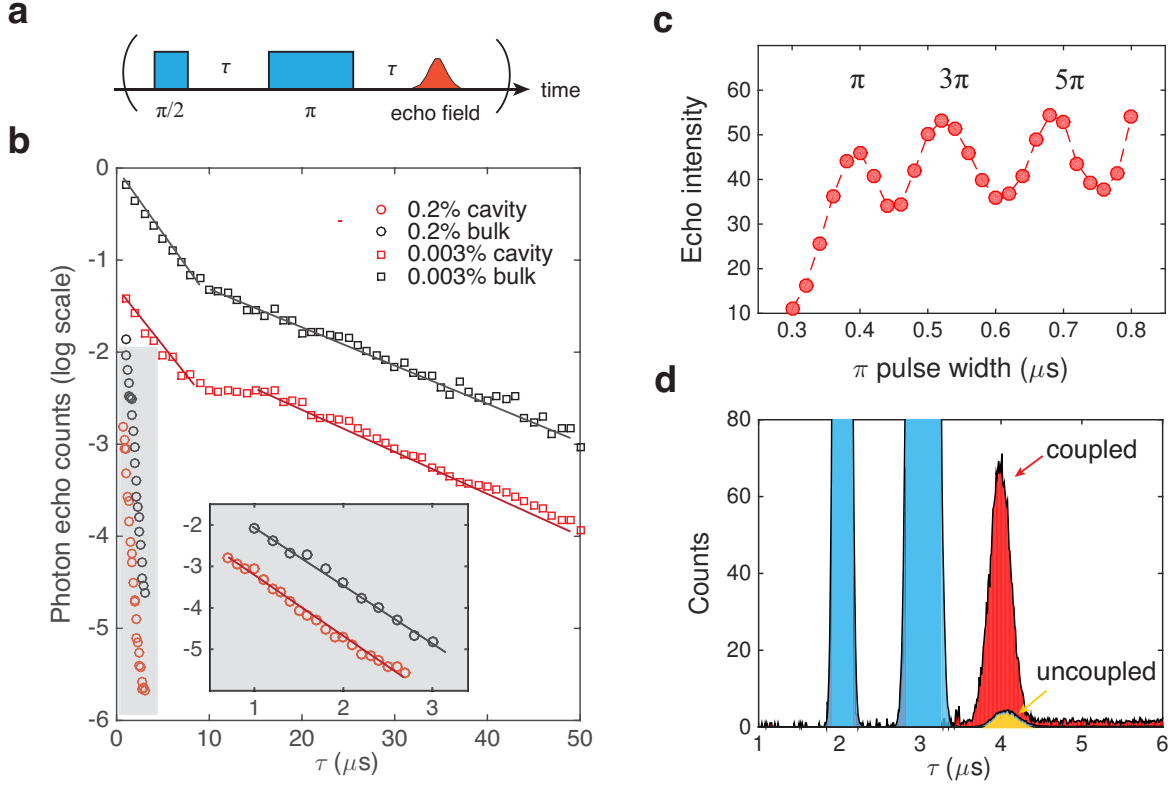 a
τ
τ
time
π/2
π
echo field
b
Photon echo counts (log scale)
0
-1
-2
-3
-4
-5
-6
0.2% cavity
0.2% bulk
0.003% cavity
0.003% bulk
-2
-3
-4
-5
1
2
3
0
10
20
30
40
50
τ (μs)
c
Echo intensity
60
50
40
30
20
10
π
3π
5π
0.3
0.4
0.5
0.6
0.7
0.8
π pulse width (μs)
d
Counts
80
60
40
20
0
coupled
uncoupled
1
2
3
4
5
6
τ (μs)